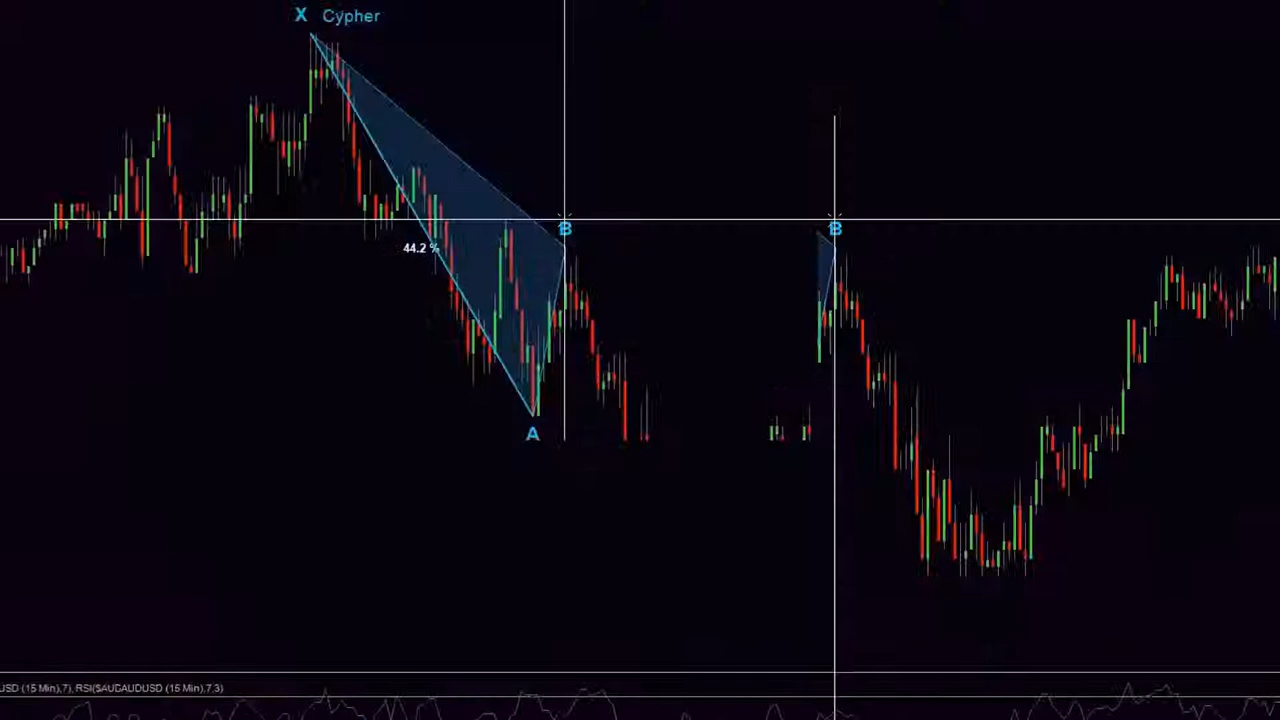 X Cypher
B
B
44.2 %
A
USD (15 Min),7), RSI($AUDAUDUSD (15 Min),7,3)